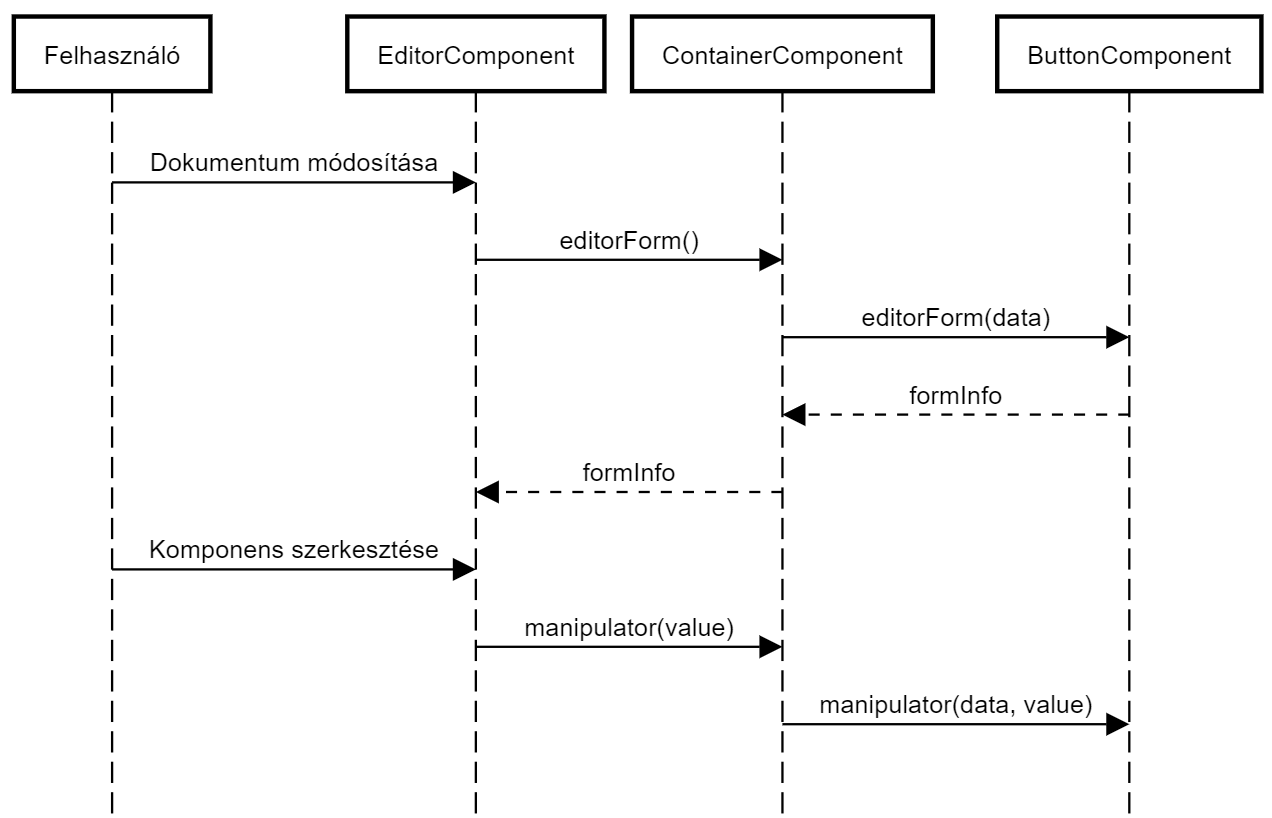 Felhasználó
EditorComponent
ContainerComponent
ButtonComponent
Dokumentum módosítása
editorForm()
editorForm(data)
formInfo
formInfo
Komponens szerkesztése
manipulator(value)
manipulator(data, value)